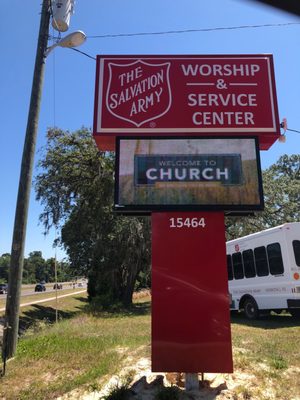 THE
SALVATION
ARMY
®
WORSHIP
&
SERVICE
CENTER
WELCOME TO
CHURCH
15464